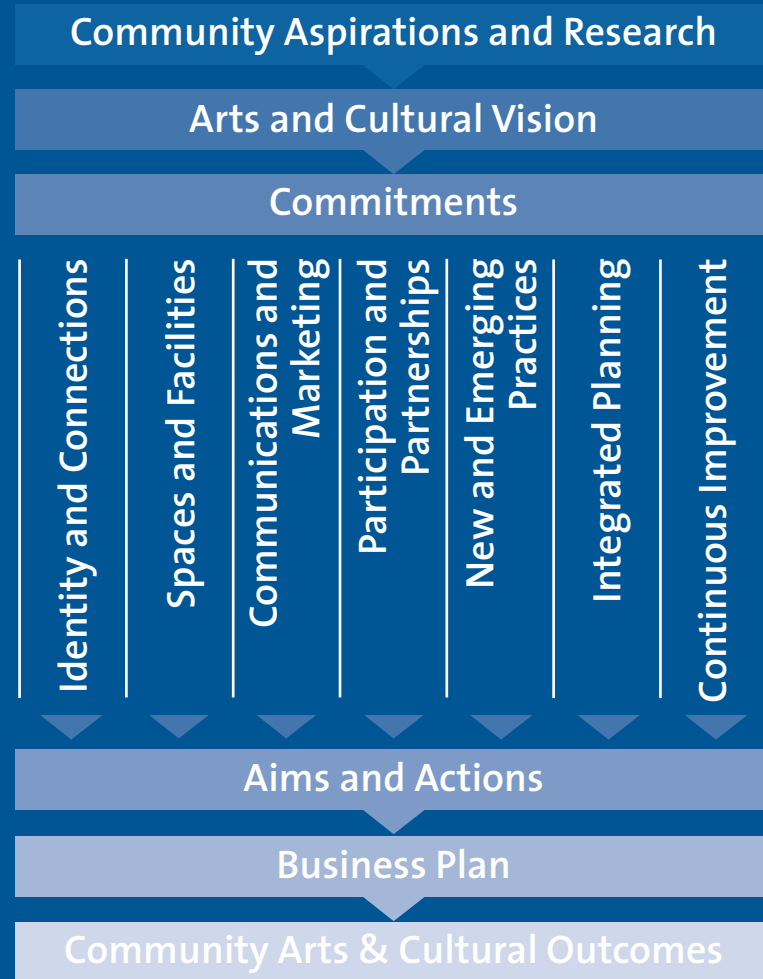 Community Aspirations and Research
Arts and Cultural Vision
Commitments
Identity and Connections
Spaces and Facilities
Communications and
Marketing
Participation and
Partnerships
New and Emerging
Practices
Integrated Planning
Continuous Improvement
Aims and Actions
Business Plan
Community Arts & Cultural Outcomes